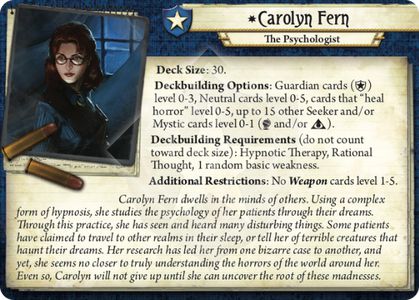 *Carolyn Fern
The Psychologist
Deck Size: 30.
Deckbuilding Options: Guardian cards ()
level 0-3, Neutral cards level 0-5, cards that “heal
horror” level 0-5, up to 15 other Seeker and/or
Mystic cards level 0-1 ( and/or ).
Deckbuilding Requirements (do not count
toward deck size): Hypnotic Therapy, Rational
Thought, 1 random basic weakness.
Additional Restrictions: No Weapon cards level 1-5.
Carolyn Fern dwells in the minds of others. Using a complex
form of hypnosis, she studies the psychology of her patients through their dreams.
Through this practice, she has seen and heard many disturbing things. Some patients
have claimed to travel to other realms in their sleep, or tell her of terrible creatures that
haunt their dreams. Her research has led her from one bizarre case to another, and
yet, she seems no closer to truly understanding the horrors of the world around her.
Even so, Carolyn will not give up until she can uncover the root of these madnesses.